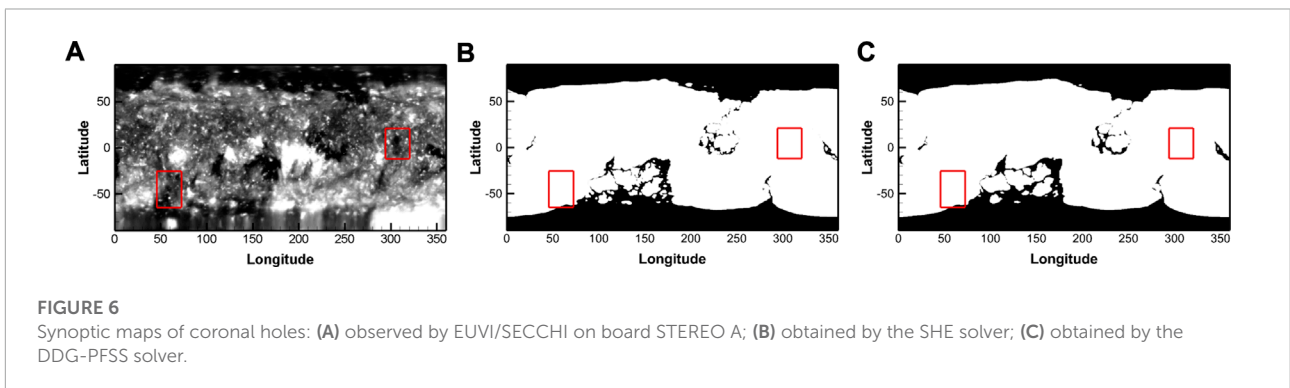 A
B
C
Latitude
50
0
-50
0
50
100
150
200
250
300
350
Longitude
Latitude
50
0
-50
0
50
100
150
200
250
300
350
Longitude
Latitude
50
0
-50
0
50
100
150
200
250
300
350
Longitude
FIGURE 6
Synoptic maps of coronal holes: (A) observed by EUVI/SECCHI on board STEREO A; (B) obtained by the SHE solver; (C) obtained by the
DDG-PFSS solver.